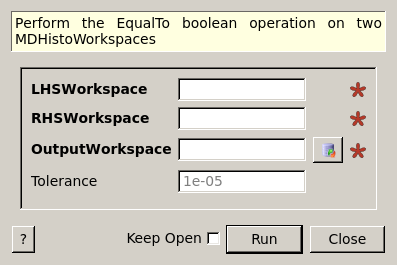 Perform the EqualTo boolean operation on two
MDHistoWorkspaces
LHSWorkspace
RHSWorkspace
OutputWorkspace
Tolerance 1e-05
? Keep Open Run Close